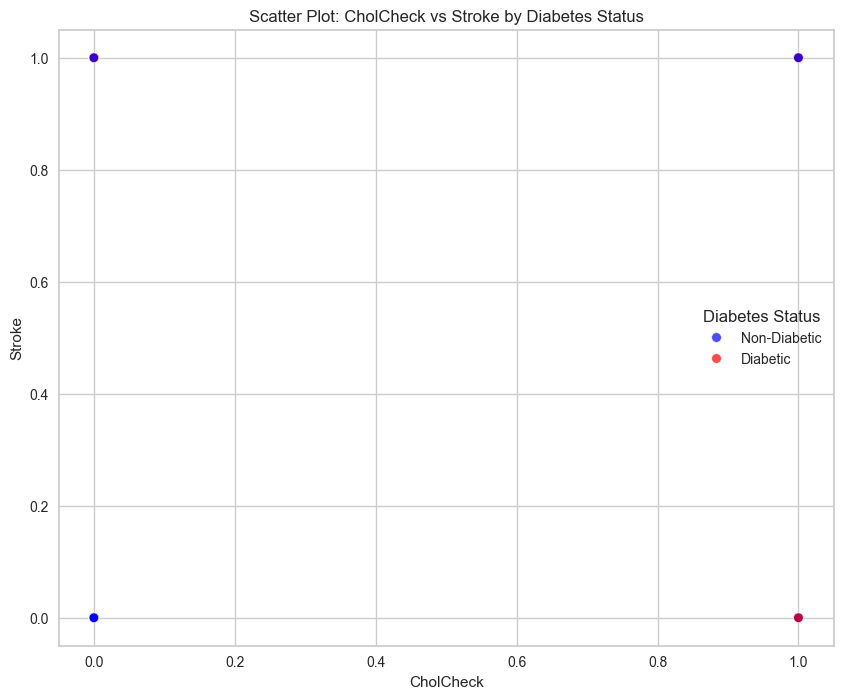 Scatter Plot: CholCheck vs Stroke by Diabetes Status
1.0
0.8
0.6
0.4
0.2
0.0
Stroke
Diabetes Status
Non-Diabetic
Diabetic
0.0 0.2 0.4 0.6 0.8 1.0
CholCheck